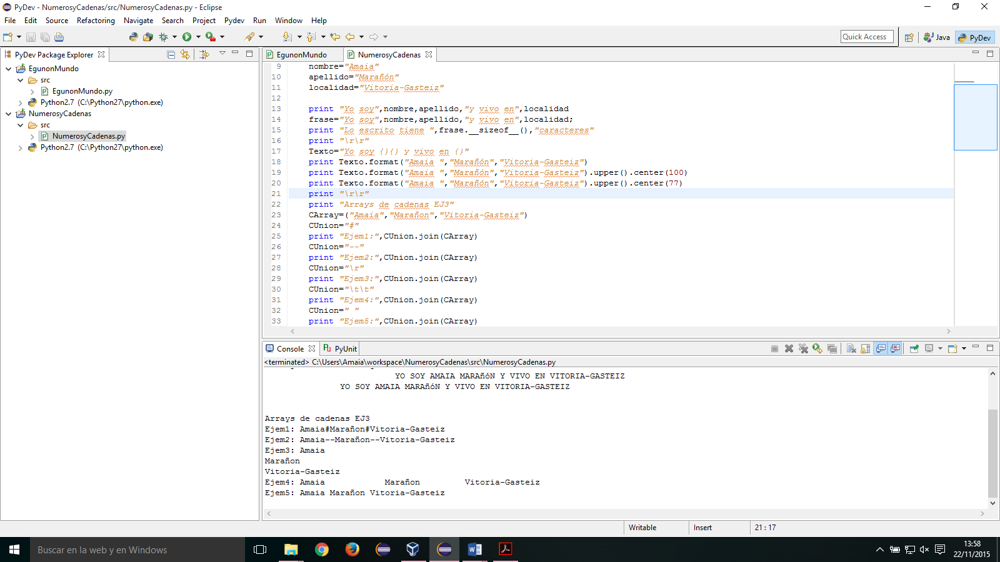 PyDev - NumerosyCadenas/src/NumerosyCadenas.py - Eclipse
File Edit Source Refactoring Navigate Search Project Pydev Run Window Help
Quick Access
Java
PyDev
PyDev Package Explorer
EgunonMundo
src
EgunonMundo.py
Python2.7 (C:\Python27\python.exe)
NumerosyCadenas
src
NumerosyCadenas.py
Python2.7 (C:\Python27\python.exe)
EgunonMundo NumerosyCadenas
9 nombre="Amaia"
10 apellido="Marañón"
11 localidad="Vitoria-Gasteiz"
12
13 print "Yo soy",nombre,apellido,"y vivo en",localidad
14 frase="Yo soy",nombre,apellido,"y vivo en",localidad;
15 print "Lo escrito tiene ",frase.__sizeof__(),"caracteres"
16 print "\r\r"
17 Texto="Yo soy {}{} y vivo en {}"
18 print Texto.format("Amaia ","Marañón","Vitoria-Gasteiz")
19 print Texto.format("Amaia ","Marañón","Vitoria-Gasteiz").upper().center(100)
20 print Texto.format("Amaia ","Marañón","Vitoria-Gasteiz").upper().center(77)
21 print "\r\r"
22 print "Arrays de cadenas EJ3"
23 CArray=("Amaia","Marañon","Vitoria-Gasteiz")
24 CUnion="#"
25 print "Ejem1:",CUnion.join(CArray)
26 CUnion="--"
27 print "Ejem2:",CUnion.join(CArray)
28 CUnion="\r"
29 print "Ejem3:",CUnion.join(CArray)
30 CUnion="\t\t"
31 print "Ejem4:",CUnion.join(CArray)
32 CUnion=" "
33 print "Ejem5:",CUnion.join(CArray)
Console PyUnit
<terminated> C:\Users\Amaia\workspace\NumerosyCadenas\src\NumerosyCadenas.py
YO SOY AMAIA MARAñóN Y VIVO EN VITORIA-GASTEIZ
YO SOY AMAIA MARAñóN Y VIVO EN VITORIA-GASTEIZ
Arrays de cadenas EJ3
Ejem1: Amaia#Marañon#Vitoria-Gasteiz
Ejem2: Amaia--Marañon--Vitoria-Gasteiz
Ejem3: Amaia
Marañon
Vitoria-Gasteiz
Ejem4: Amaia Marañon Vitoria-Gasteiz
Ejem5: Amaia Marañon Vitoria-Gasteiz
Writable Insert 21 : 17
Buscar en la web y en Windows
13:58
22/11/2015